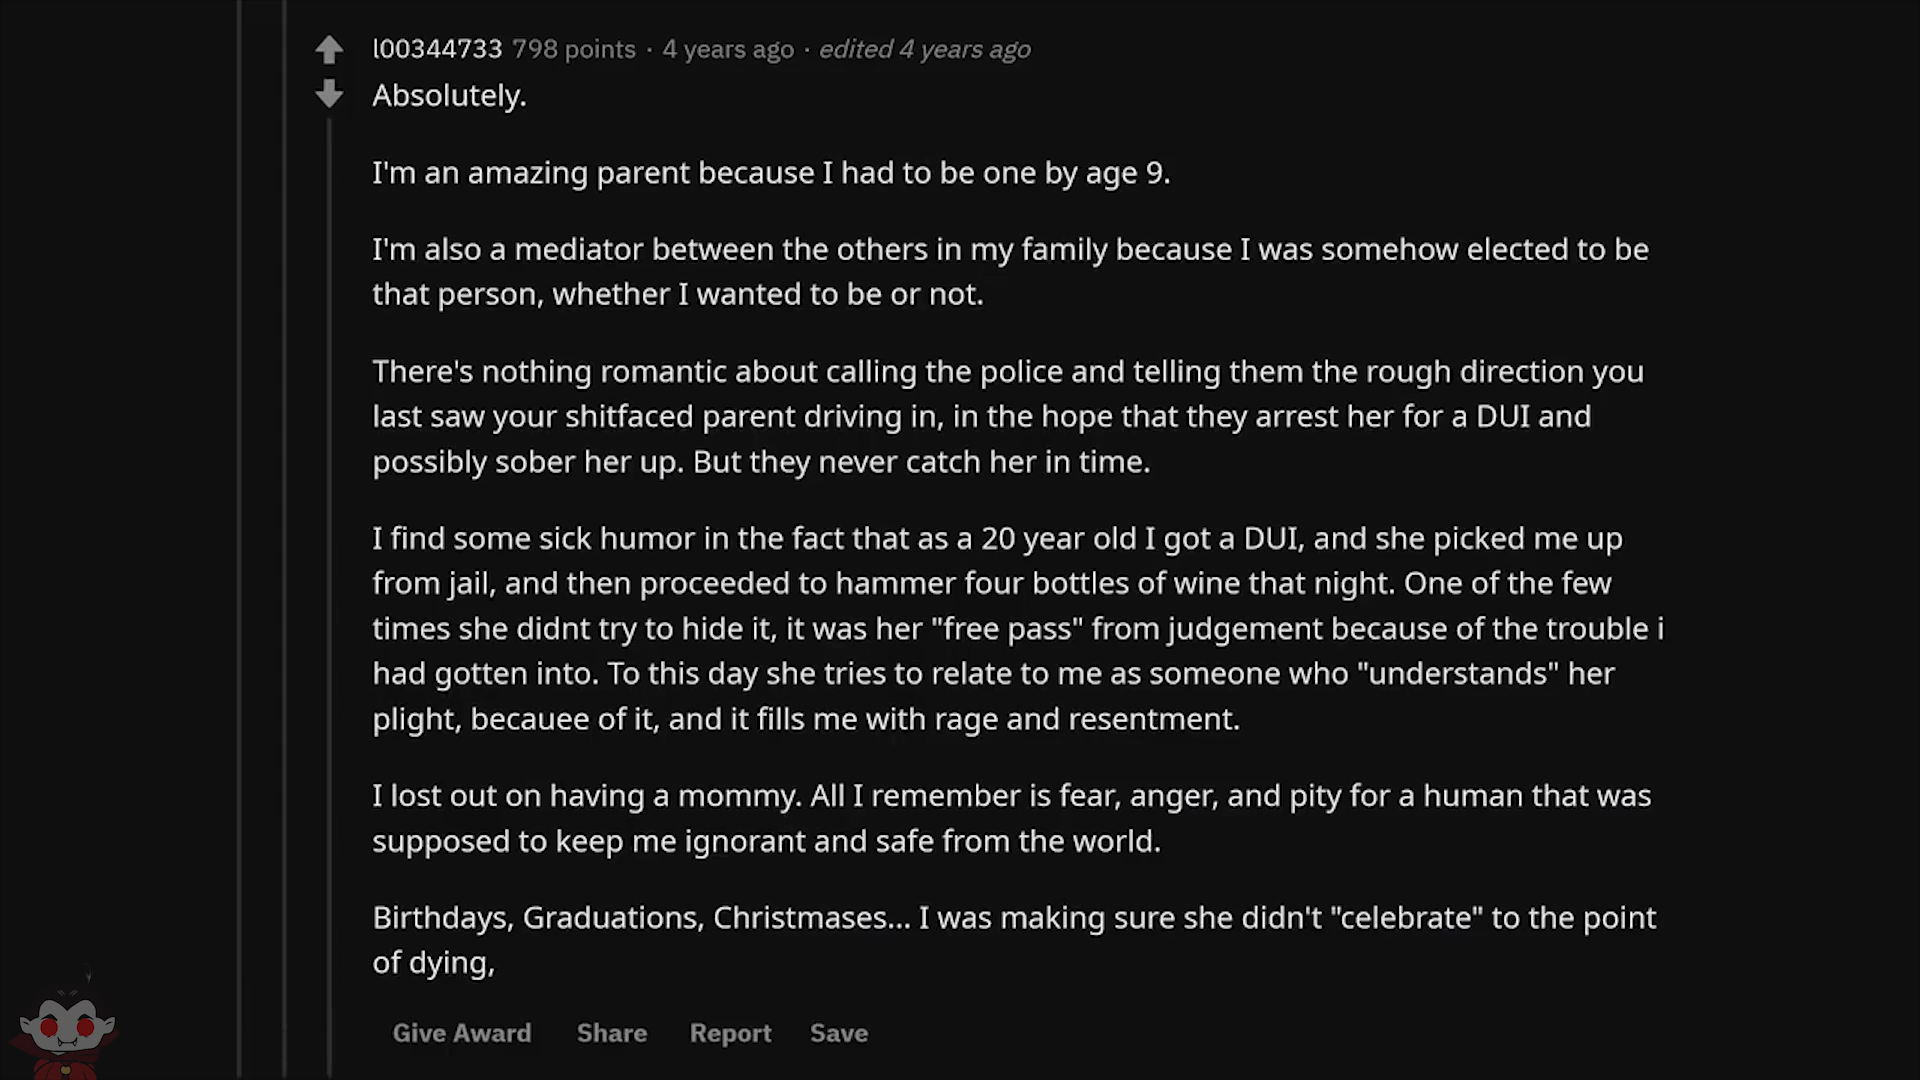 l00344733 798 points · 4 years ago · edited 4 years ago
Absolutely.
I'm an amazing parent because I had to be one by age 9.
I'm also a mediator between the others in my family because I was somehow elected to be
that person, whether I wanted to be or not.
There's nothing romantic about calling the police and telling them the rough direction you
last saw your shitfaced parent driving in, in the hope that they arrest her for a DUI and
possibly sober her up. But they never catch her in time.
I find some sick humor in the fact that as a 20 year old I got a DUI, and she picked me up
from jail, and then proceeded to hammer four bottles of wine that night. One of the few
times she didnt try to hide it, it was her "free pass" from judgement because of the trouble i
had gotten into. To this day she tries to relate to me as someone who "understands" her
plight, becauee of it, and it fills me with rage and resentment.
I lost out on having a mommy. All I remember is fear, anger, and pity for a human that was
supposed to keep me ignorant and safe from the world.
Birthdays, Graduations, Christmases... I was making sure she didn't "celebrate" to the point
of dying,
Give Award Share Report Save